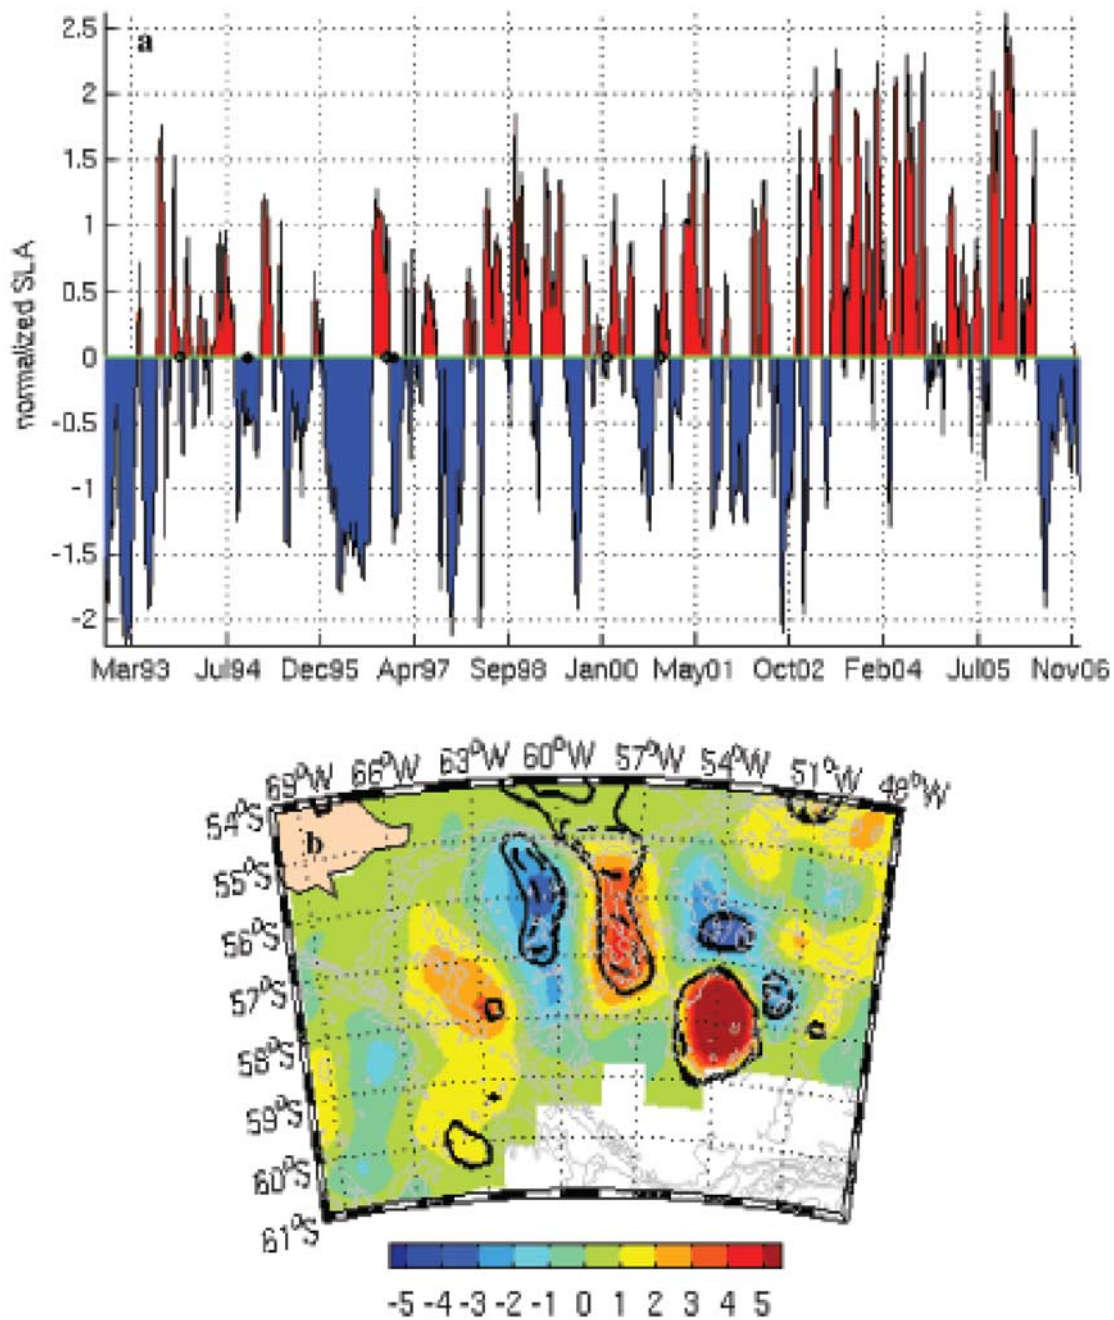 a
2.5
2
1.5
1
0.5
0
-0.5
-1
-1.5
-2
normalized SLA
Mar93 Jul94 Dec95 Apr97 Sep98 Jan00 May01 Oct02 Feb04 Jul05 Nov06
69°W 66°W 63°W 60°W 57°W 54°W 51°W 48°W
b
54°S
55°S
56°S
57°S
58°S
59°S
60°S
61°S
-5 -4 -3 -2 -1 0 1 2 3 4 5